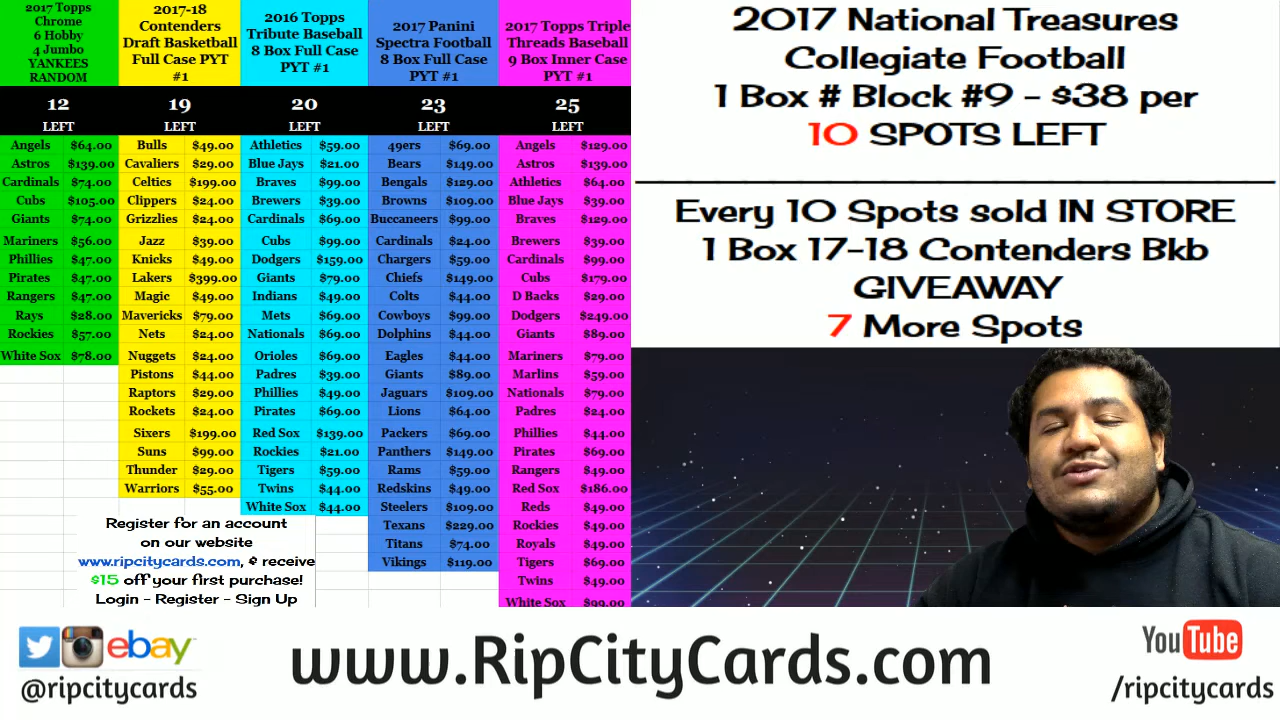 2017 Topps
Chrome
6 Hobby
4 Jumbo
YANKEES
RANDOM
12
LEFT
Angels $64.00
Astros $139.00
Cardinals $74.00
Cubs $105.00
Giants $74.00
Mariners $56.00
Phillies $47.00
Pirates $47.00
Rangers $47.00
Rays $28.00
Rockies $57.00
White Sox $78.00
2017-18
Contenders
Draft Basketball
Full Case PYT
#1
19
LEFT
Bulls $49.00
Cavaliers $29.00
Celtics $199.00
Clippers $24.00
Grizzlies $24.00
Jazz $39.00
Knicks $49.00
Lakers $399.00
Magic $49.00
Mavericks $79.00
Nets $24.00
Nuggets $24.00
Pistons $44.00
Raptors $29.00
Rockets $24.00
Sixers $199.00
Suns $99.00
Thunder $29.00
Warriors $55.00
2016 Topps
Tribute Baseball
8 Box Full Case
PYT #1
20
LEFT
Athletics $59.00
Blue Jays $21.00
Braves $99.00
Brewers $39.00
Cardinals $69.00
Cubs $99.00
Dodgers $159.00
Giants $79.00
Indians $49.00
Mets $69.00
Nationals $69.00
Orioles $69.00
Padres $39.00
Phillies $49.00
Pirates $69.00
Red Sox $139.00
Rockies $21.00
Tigers $59.00
Twins $44.00
White Sox $44.00
2017 Panini
Spectra Football
8 Box Full Case
PYT #1
23
LEFT
49ers $69.00
Bears $149.00
Bengals $129.00
Browns $109.00
Buccaneers $99.00
Cardinals $24.00
Chargers $59.00
Chiefs $149.00
Colts $44.00
Cowboys $99.00
Dolphins $44.00
Eagles $44.00
Giants $89.00
Jaguars $109.00
Lions $64.00
Packers $69.00
Panthers $149.00
Rams $59.00
Redskins $49.00
Steelers $109.00
Texans $229.00
Titans $74.00
Vikings $119.00
2017 Topps Triple
Threads Baseball
9 Box Inner Case
PYT #1
25
LEFT
Angels $129.00
Astros $139.00
Athletics $64.00
Blue Jays $39.00
Braves $129.00
Brewers $39.00
Cardinals $99.00
Cubs $179.00
D Backs $29.00
Dodgers $249.00
Giants $89.00
Mariners $79.00
Marlins $59.00
Nationals $79.00
Padres $24.00
Phillies $44.00
Pirates $69.00
Rangers $49.00
Red Sox $186.00
Reds $49.00
Rockies $49.00
Royals $49.00
Tigers $69.00
Twins $49.00
White Sox $99.00
Register for an account
on our website
www.ripcitycards.com, & receive
$15 off your first purchase!
Login - Register - Sign Up
2017 National Treasures
Collegiate Football
1 Box # Block #9 - $38 per
10 SPOTS LEFT
Every 10 Spots sold IN STORE
1 Box 17-18 Contenders Bkb
GIVEAWAY
7 More Spots
ebay
@ripcitycards
www.RipCityCards.com
YouTube
/ripcitycards